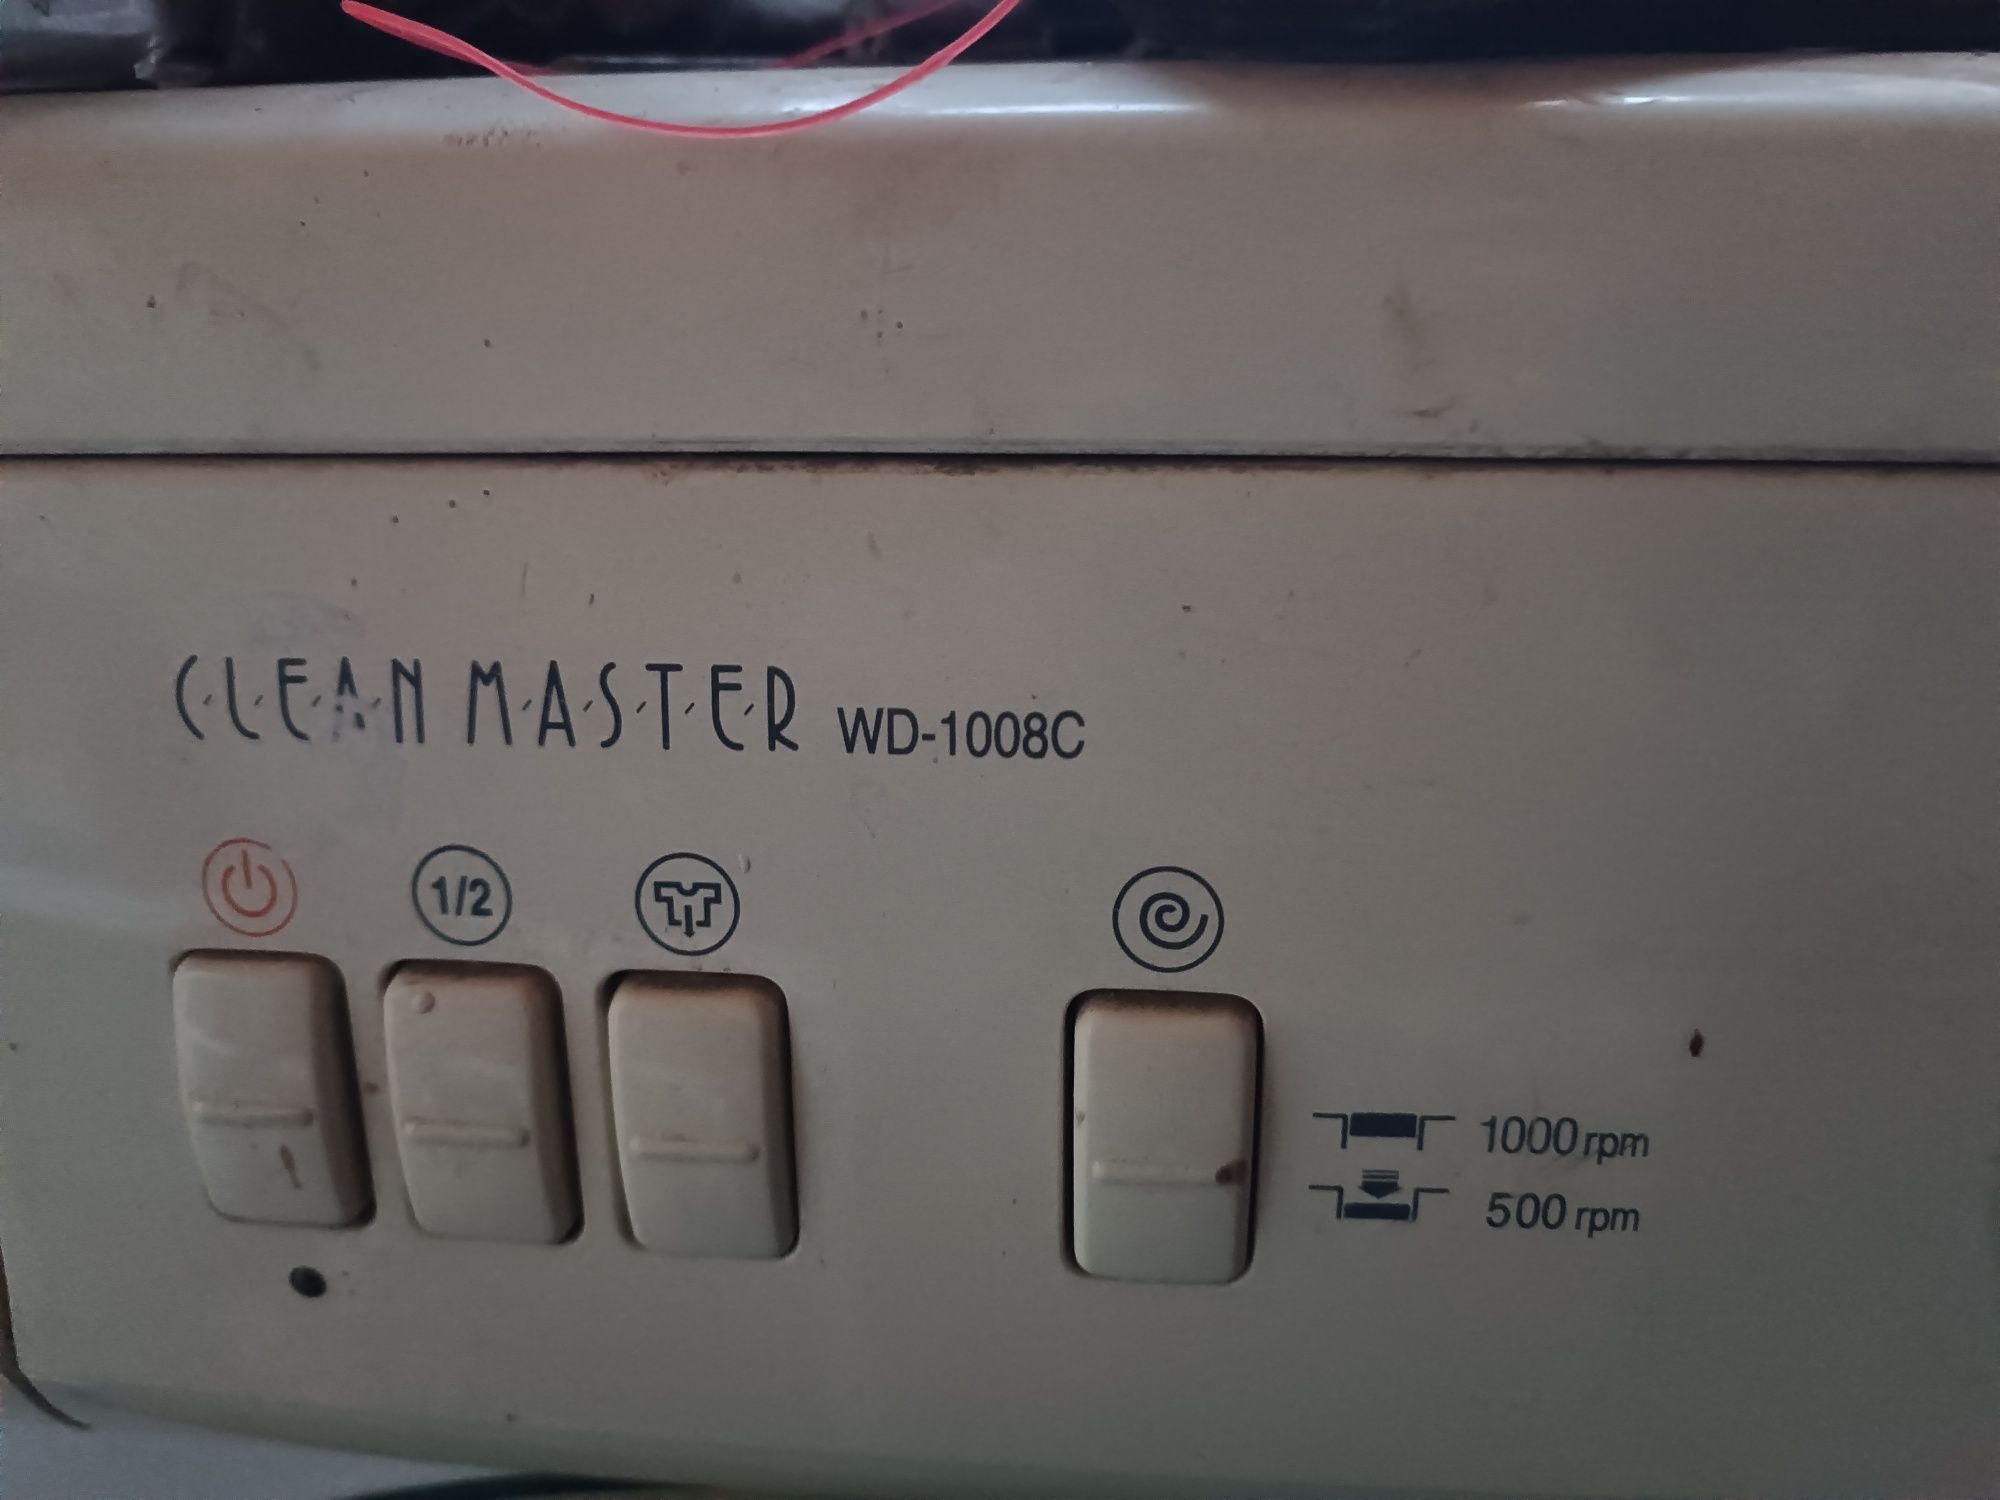 CLEAN MASTER WD-1008C
1/2
1000 rpm
500 rpm